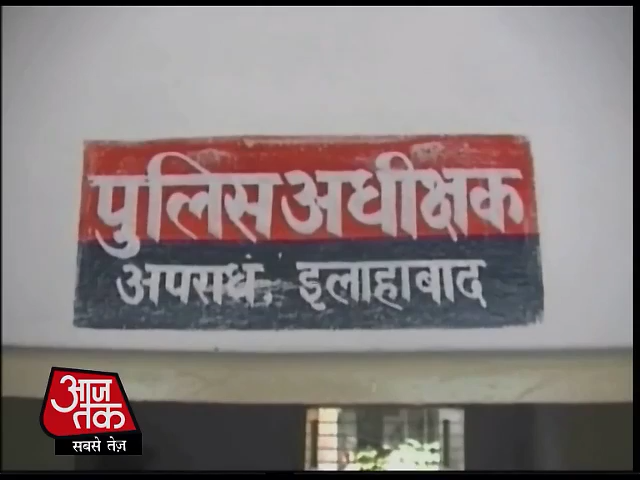 पुलिस अधीक्षक
अपराध, इलाहाबाद
आज
तक
सबसे तेज़